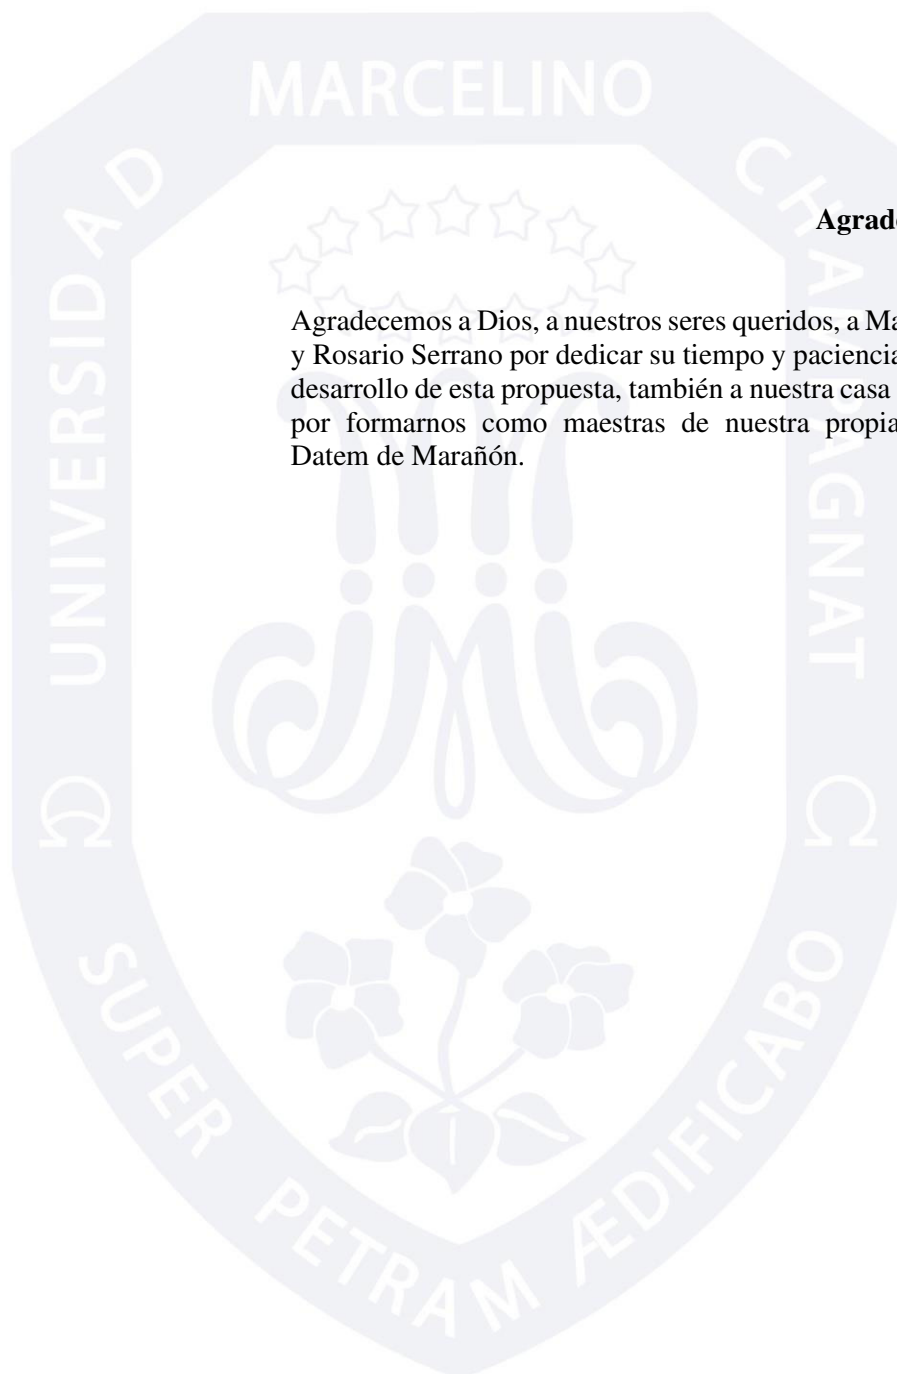 MARCELINO
UNIVERSIDAD
CHAMPAGNAT
Agrade
Agradecemos a Dios, a nuestros seres queridos, a Ma
y Rosario Serrano por dedicar su tiempo y paciencia
desarrollo de esta propuesta, también a nuestra casa
por formarnos como maestras de nuestra propia
Datem de Marañón.
SUPER PETRAM ÆDIFICABO